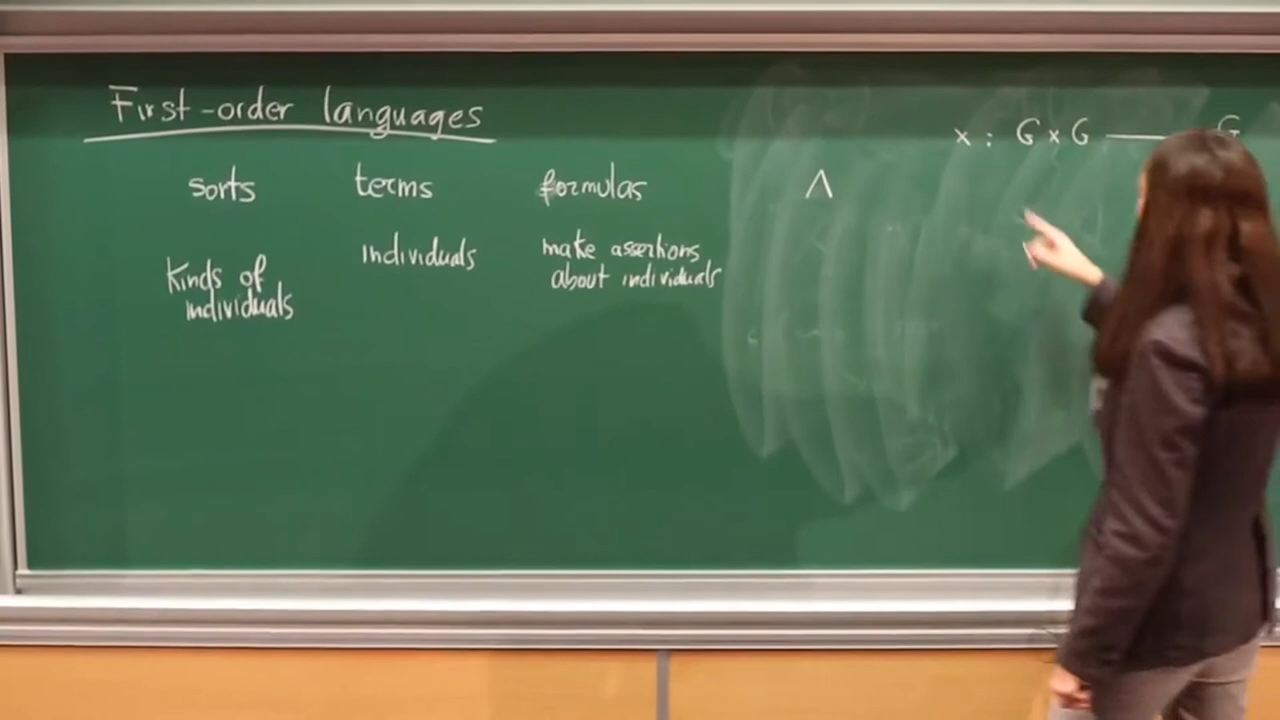 First-order languages
x : G x G — G
sorts terms formulas Λ
Kinds of
individuals
individuals
make assertions
about individuals